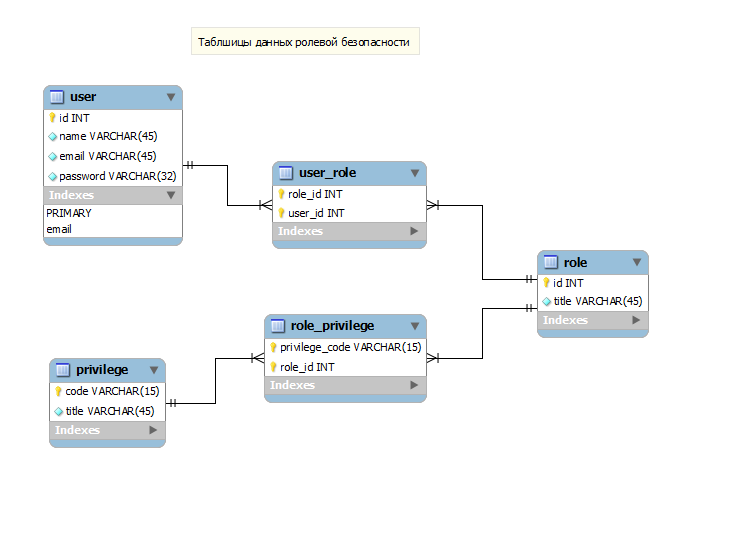 Таблшицы данных ролевой безопасности
user
id INT
name VARCHAR(45)
email VARCHAR(45)
password VARCHAR(32)
Indexes
PRIMARY
email
user_role
role_id INT
user_id INT
Indexes
role
id INT
title VARCHAR(45)
Indexes
role_privilege
privilege_code VARCHAR(15)
role_id INT
Indexes
privilege
code VARCHAR(15)
title VARCHAR(45)
Indexes